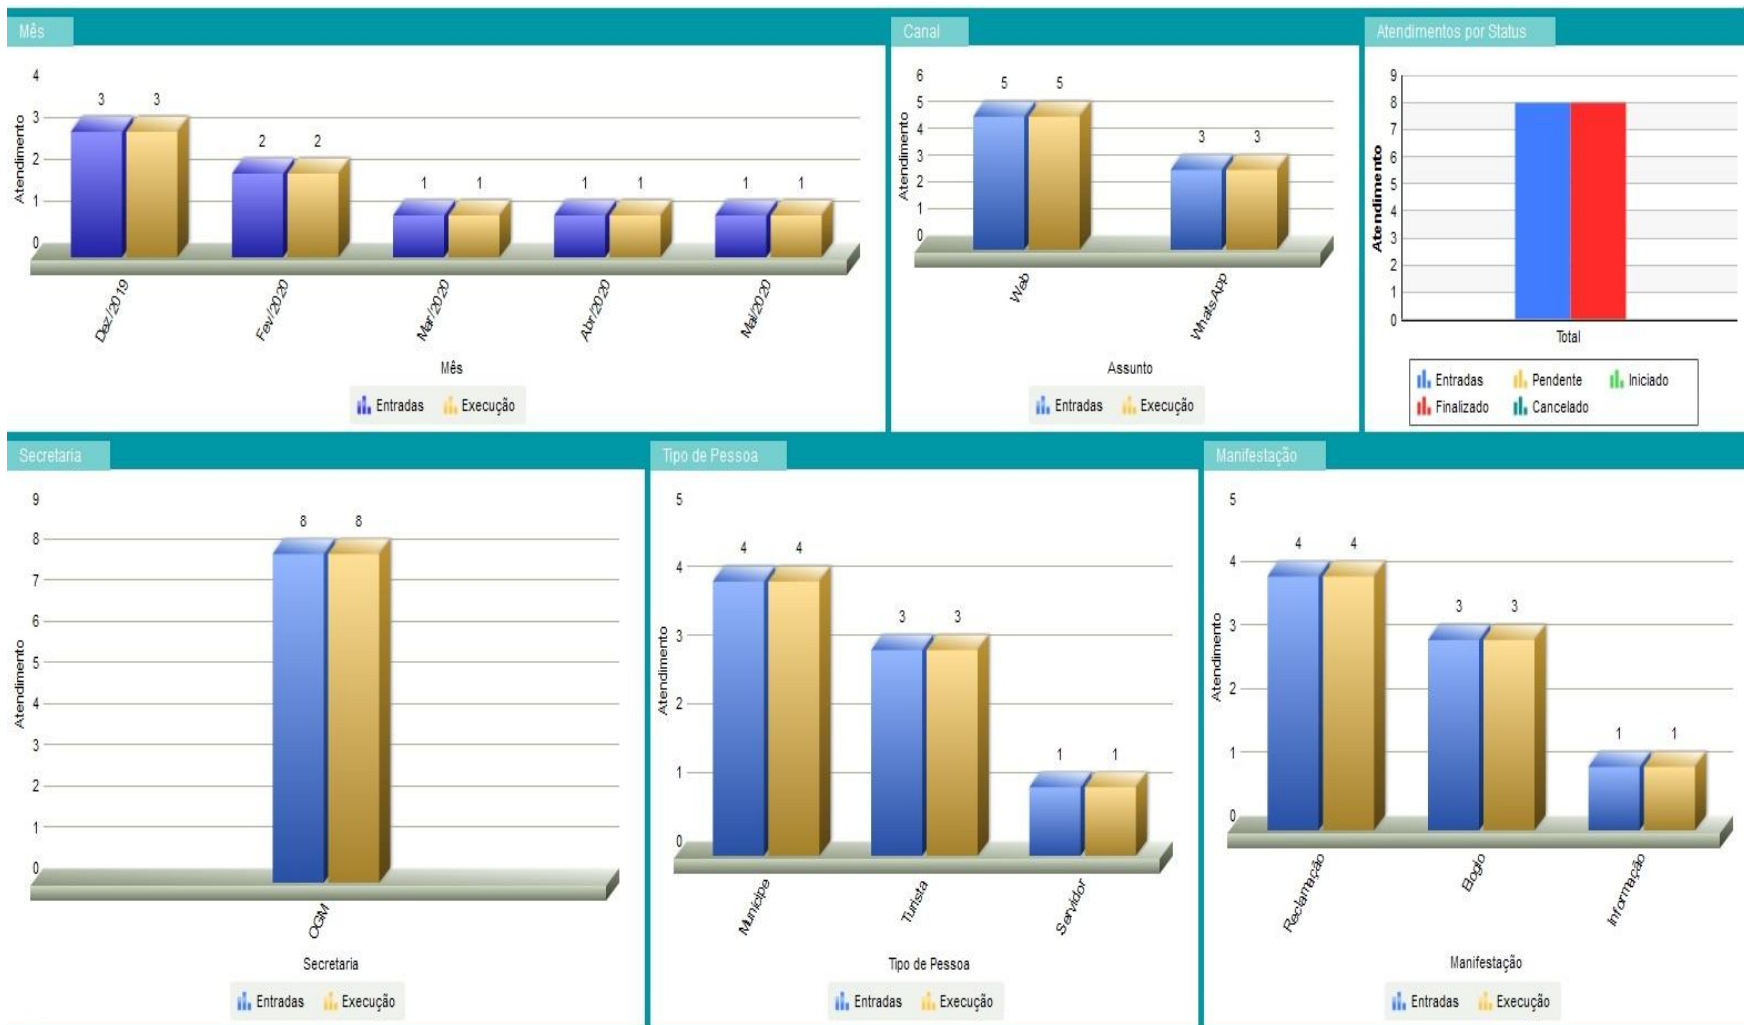 Mês
4
3
2
1
0
Atendimento
3 3
2 2
1 1
1 1
1 1
Dez/2019
Fev/2020
Mar/2020
Abr/2020
Mai/2020
Mês
Entradas Execução
Canal
6
5
4
3
2
1
0
Atendimento
5 5
3 3
Web
WhatsApp
Assunto
Entradas Execução
Atendimentos por Status
9
8
7
6
5
4
3
2
1
0
Atendimento
Total
Entradas Pendente Iniciado
Finalizado Cancelado
Secretaria
9
8
7
6
5
4
3
2
1
0
Atendimento
8 8
OGM
Secretaria
Entradas Execução
Tipo de Pessoa
5
4
3
2
1
0
Atendimento
4 4
3 3
1 1
Munícipe
Turista
Servidor
Tipo de Pessoa
Entradas Execução
Manifestação
5
4
3
2
1
0
Atendimento
4 4
3 3
1 1
Reclamação
Elogio
Informação
Manifestação
Entradas Execução